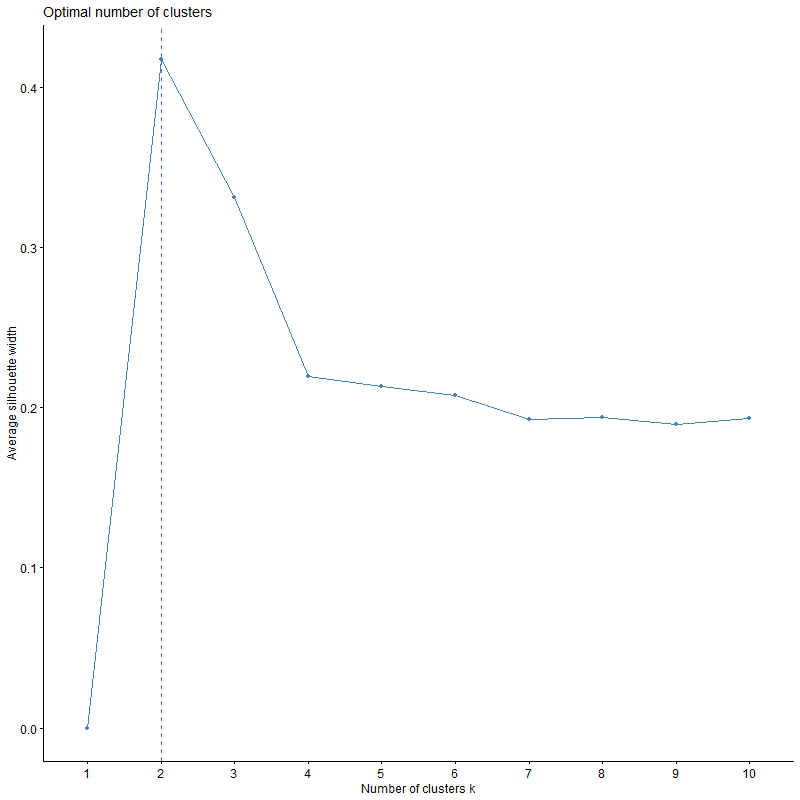 Optimal number of clusters
0.4
0.3
0.2
0.1
0.0
Average silhouette width
1 2 3 4 5 6 7 8 9 10
Number of clusters k